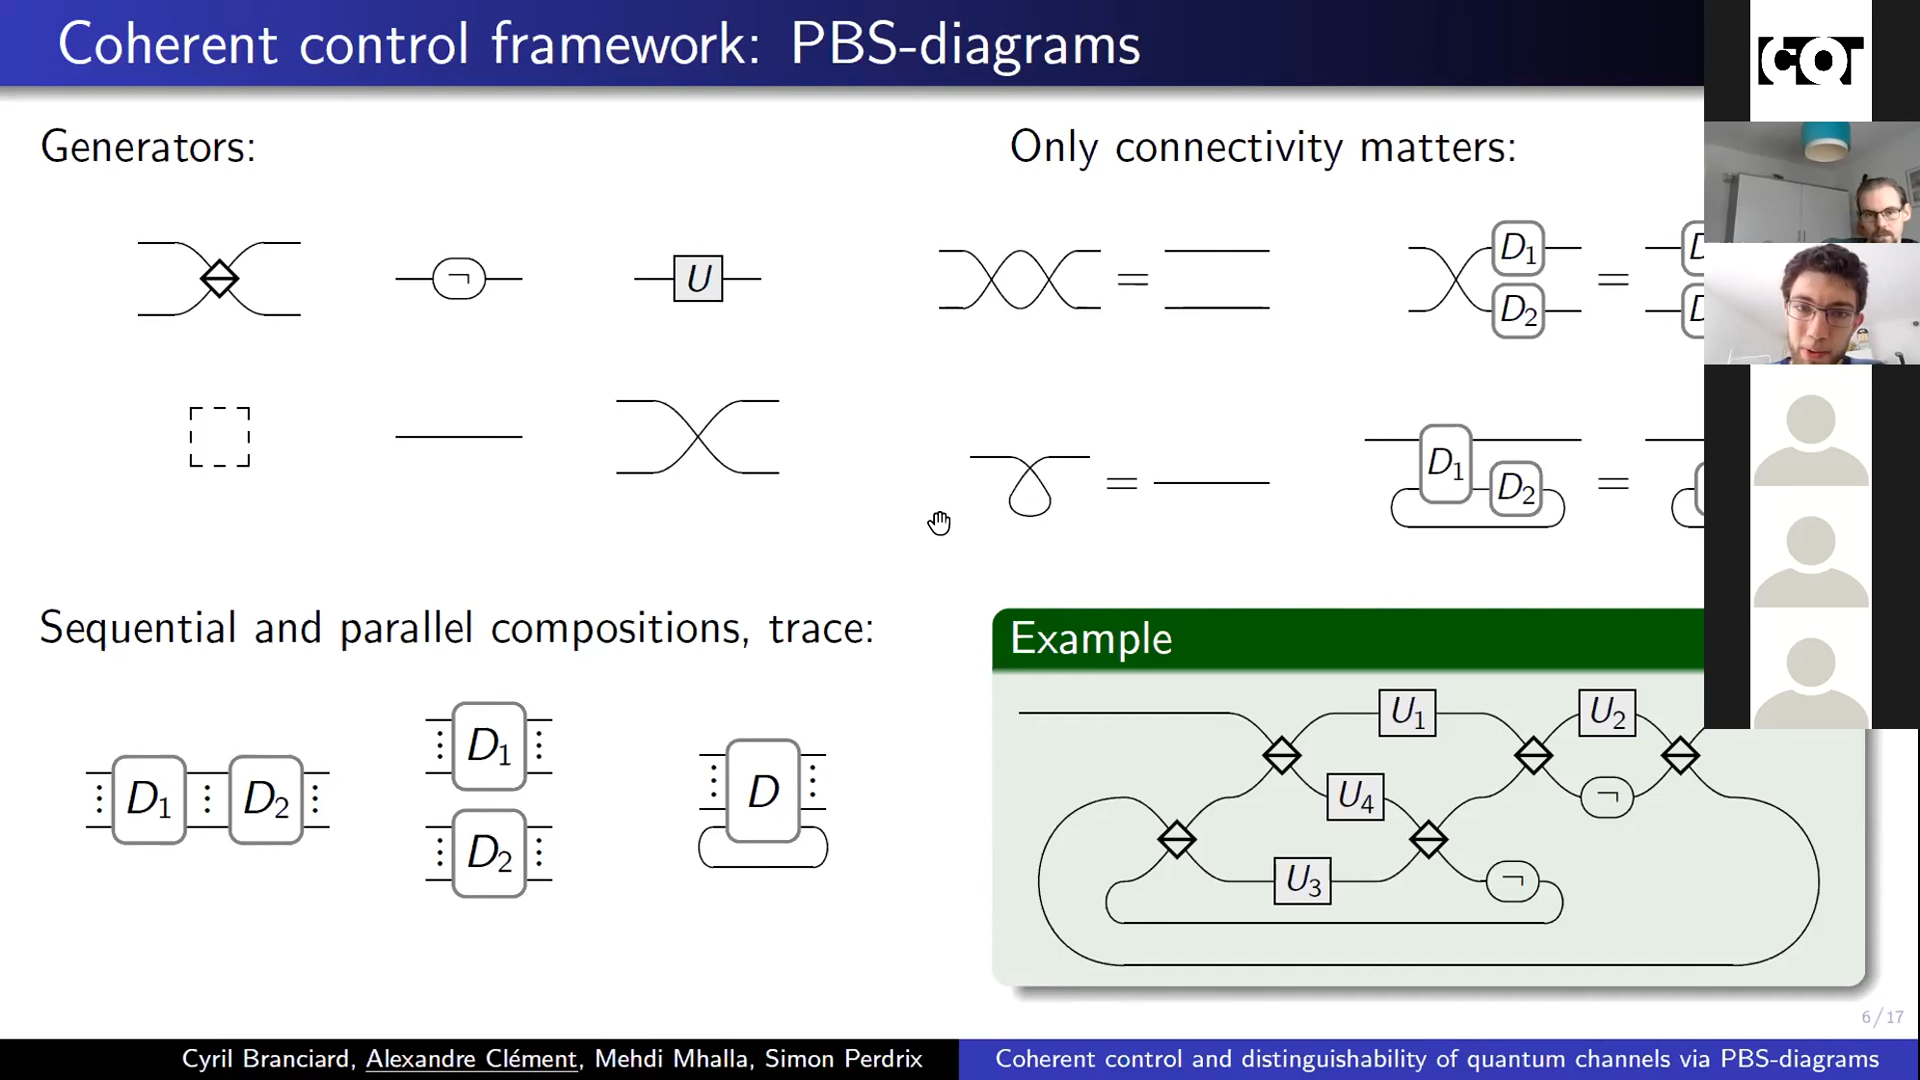 Coherent control framework: PBS-diagrams
CQT
Generators:
Only connectivity matters:
¬
U
=
D1
D2
=
=
D1
D2
=
Sequential and parallel compositions, trace:
D1 D2
D1
D2
D
Example
U1
U2
U4
¬
U3
¬
6 / 17
Cyril Branciard, Alexandre Clément, Mehdi Mhalla, Simon Perdrix
Coherent control and distinguishability of quantum channels via PBS-diagrams